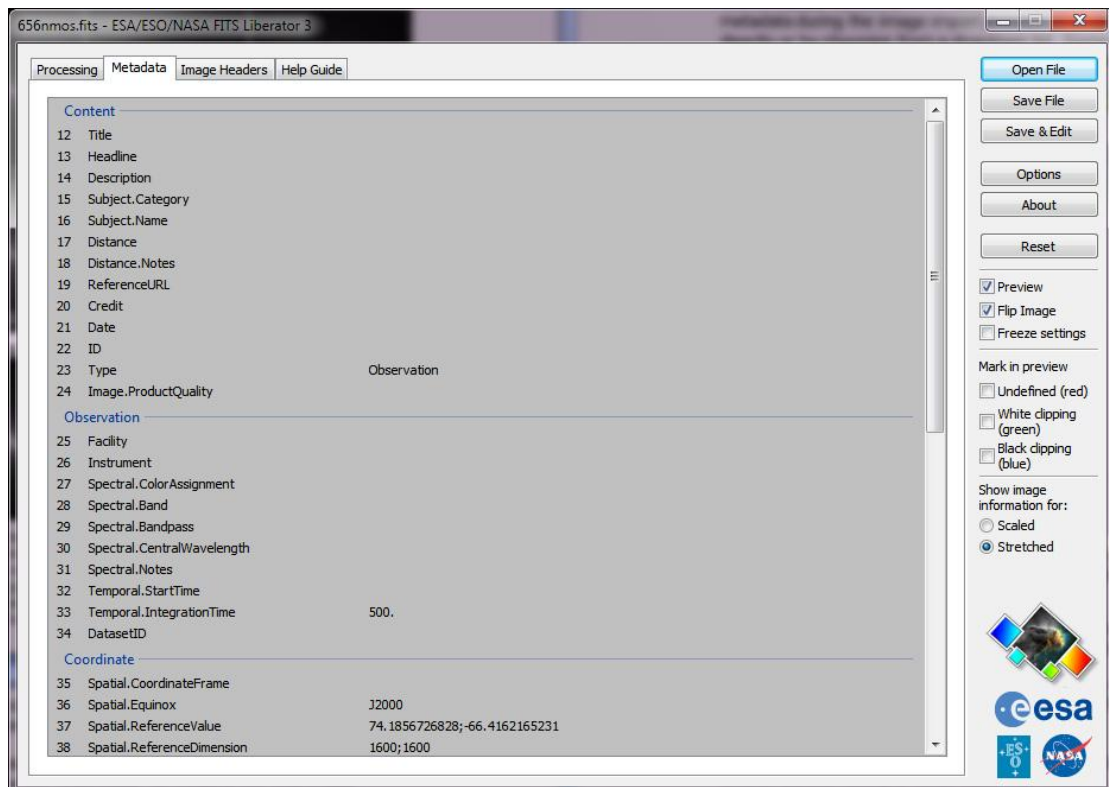 656nmos.fits - ESA/ESO/NASA FITS Liberator 3
metadata during the image
Processing Metadata Image Headers Help Guide
Content
12 Title
13 Headline
14 Description
15 Subject.Category
16 Subject.Name
17 Distance
18 Distance.Notes
19 ReferenceURL
20 Credit
21 Date
22 ID
23 Type Observation
24 Image.ProductQuality
Observation
25 Facility
26 Instrument
27 Spectral.ColorAssignment
28 Spectral.Band
29 Spectral.Bandpass
30 Spectral.CentralWavelength
31 Spectral.Notes
32 Temporal.StartTime
33 Temporal.IntegrationTime 500.
34 DatasetID
Coordinate
35 Spatial.CoordinateFrame
36 Spatial.Equinox J2000
37 Spatial.ReferenceValue 74.1856726828;-66.4162165231
38 Spatial.ReferenceDimension 1600;1600
Open File
Save File
Save & Edit
Options
About
Reset
Preview
Flip Image
Freeze settings
Mark in preview
Undefined (red)
White clipping
(green)
Black clipping
(blue)
Show image
information for:
Scaled
Stretched
esa
ESO
NASA